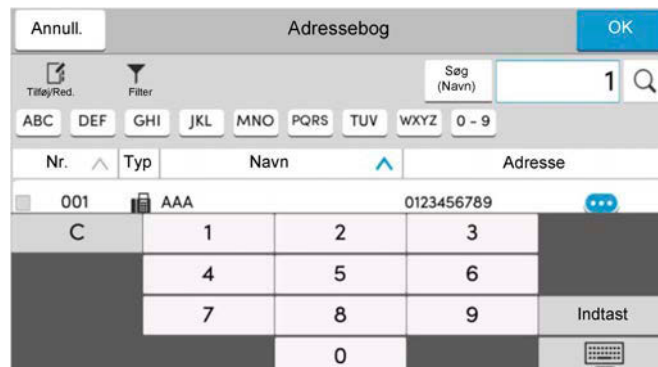 Annull. Adressebog OK
Tilføj/Red. Filter Søg (Navn) 1
ABC DEF GHI JKL MNO PQRS TUV WXYZ 0 - 9
Nr. Typ Navn Adresse
001 AAA 0123456789
C 1 2 3
4 5 6
7 8 9 Indtast
0